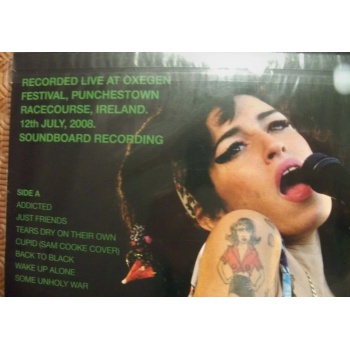 RECORDED LIVE AT OXEGEN
FESTIVAL, PUNCHESTOWN
RACECOURSE, IRELAND.
12th JULY, 2008.
SOUNDBOARD RECORDING
SIDE A
ADDICTED
JUST FRIENDS
TEARS DRY ON THEIR OWN
CUPID (SAM COOKE COVER)
BACK TO BLACK
WAKE UP ALONE
SOME UNHOLY WAR